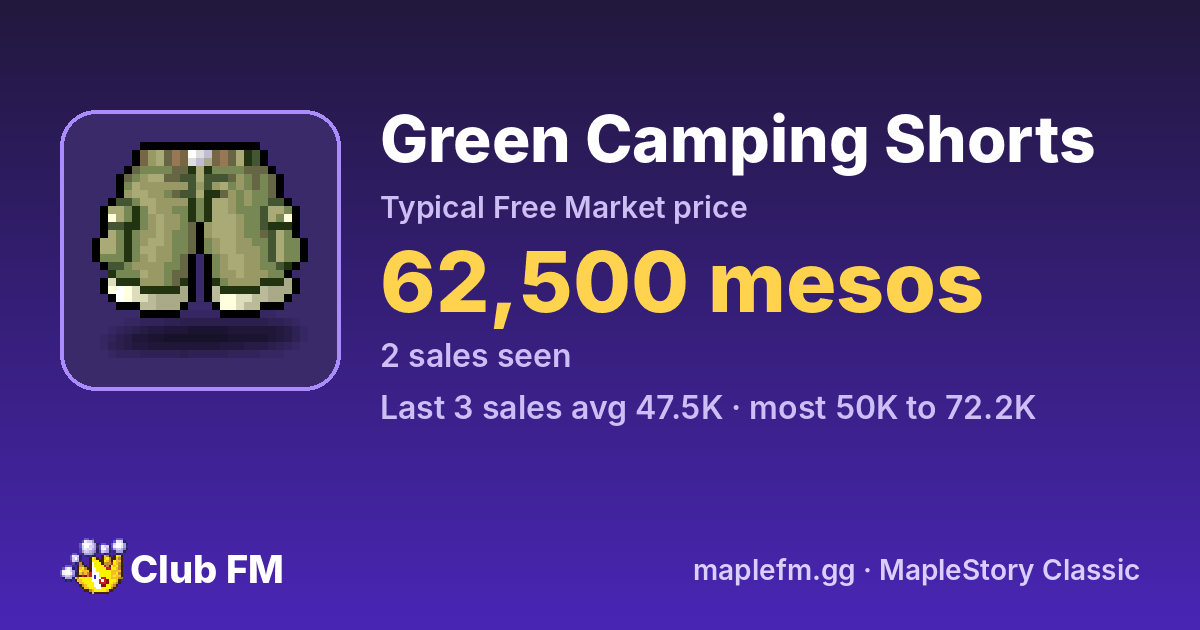 Green Camping Shorts
Typical Free Market price
62,500 mesos
2 sales seen
Last 3 sales avg 47.5K · most 50K to 72.2K
Club FM
maplefm.gg · MapleStory Classic